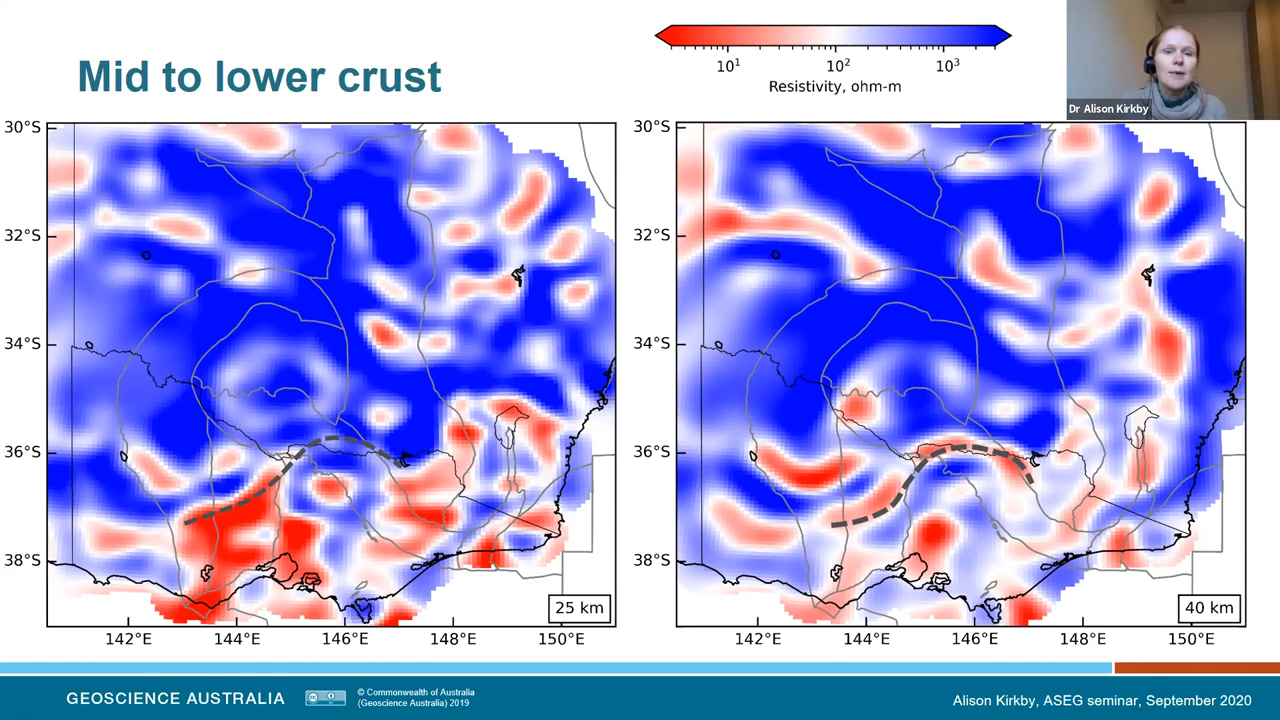 Mid to lower crust
10¹ 10² 10³
Resistivity, ohm-m
Dr Alison Kirkby
30°S
32°S
34°S
36°S
38°S
142°E 144°E 146°E 148°E 150°E
25 km
30°S
32°S
34°S
36°S
38°S
142°E 144°E 146°E 148°E 150°E
40 km
GEOSCIENCE AUSTRALIA
© Commonwealth of Australia
(Geoscience Australia) 2019
Alison Kirkby, ASEG seminar, September 2020